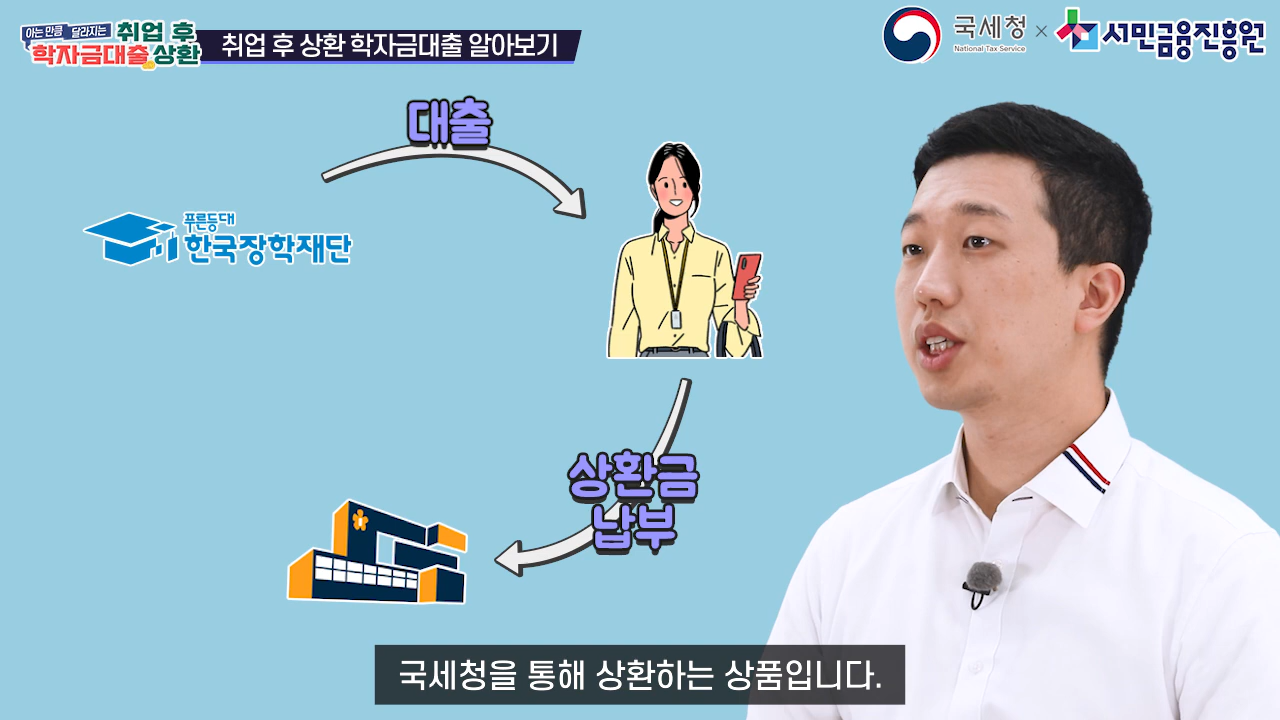 아는 만큼 달라지는
취업 후
학자금대출 상환
취업 후 상환 학자금대출 알아보기
국세청
National Tax Service
×
서민금융진흥원
대출
푸른등대
한국장학재단
상환금
납부
국세청을 통해 상환하는 상품입니다.